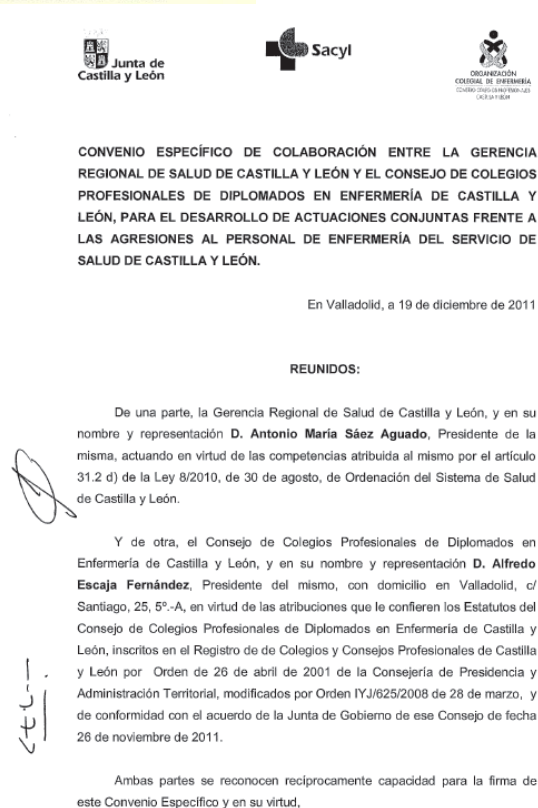 Junta de
Castilla y León
Sacyl
ORGANIZACIÓN
COLEGIAL DE ENFERMERÍA
CONVENIO ESPECÍFICO DE COLABORACIÓN ENTRE LA GERENCIA
REGIONAL DE SALUD DE CASTILLA Y LEÓN Y EL CONSEJO DE COLEGIOS
PROFESIONALES DE DIPLOMADOS EN ENFERMERÍA DE CASTILLA Y
LEÓN, PARA EL DESARROLLO DE ACTUACIONES CONJUNTAS FRENTE A
LAS AGRESIONES AL PERSONAL DE ENFERMERÍA DEL SERVICIO DE
SALUD DE CASTILLA Y LEÓN.
En Valladolid, a 19 de diciembre de 2011
REUNIDOS:
De una parte, la Gerencia Regional de Salud de Castilla y León, y en su
nombre y representación D. Antonio María Sáez Aguado, Presidente de la
misma, actuando en virtud de las competencias atribuida al mismo por el artículo
31.2 d) de la Ley 8/2010, de 30 de agosto, de Ordenación del Sistema de Salud
de Castilla y León.
Y de otra, el Consejo de Colegios Profesionales de Diplomados en
Enfermería de Castilla y León, y en su nombre y representación D. Alfredo
Escaja Fernández, Presidente del mismo, con domicilio en Valladolid, c/
Santiago, 25, 5º.-A, en virtud de las atribuciones que le confieren los Estatutos del
Consejo de Colegios Profesionales de Diplomados en Enfermería de Castilla y
León, inscritos en el Registro de de Colegios y Consejos Profesionales de Castilla
y León por Orden de 26 de abril de 2001 de la Consejería de Presidencia y
Administración Territorial, modificados por Orden IYJ/625/2008 de 28 de marzo, y
de conformidad con el acuerdo de la Junta de Gobierno de ese Consejo de fecha
26 de noviembre de 2011.
Ambas partes se reconocen recíprocamente capacidad para la firma de
este Convenio Específico y en su virtud,